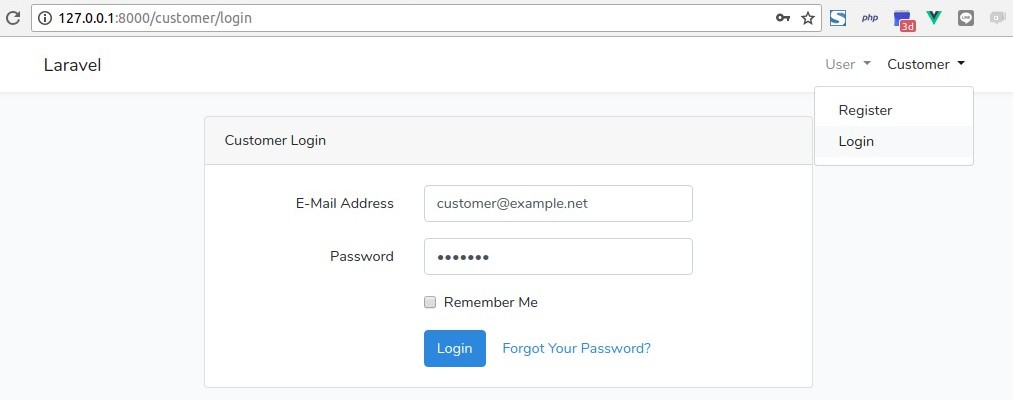 127.0.0.1:8000/customer/login
php
3d
Laravel
User
Customer
Register
Login
Customer Login
E-Mail Address
customer@example.net
Password
•••••••
Remember Me
Login
Forgot Your Password?